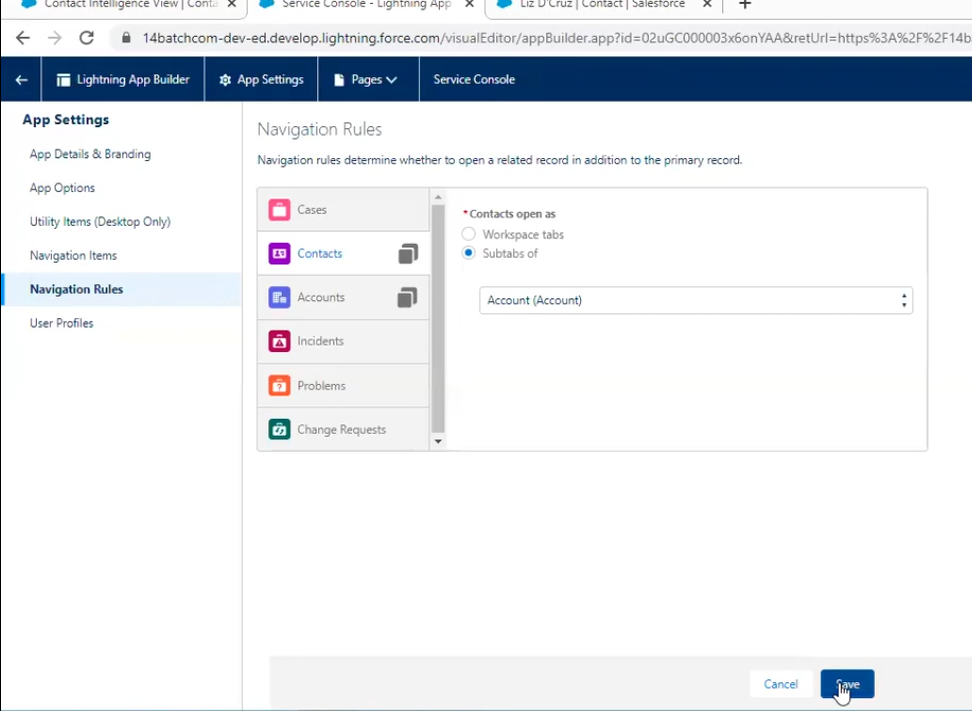 Contact Intelligence View | Conta
Service Console - Lightning App
Liz D'Cruz | Contact | Salesforce
14batchcom-dev-ed.develop.lightning.force.com/visualEditor/appBuilder.app?id=02uGC000003x6onYAA&retUrl=https%3A%2F%2F14b
Lightning App Builder
App Settings
Pages
Service Console
App Settings
App Details & Branding
App Options
Utility Items (Desktop Only)
Navigation Items
Navigation Rules
User Profiles
Navigation Rules
Navigation rules determine whether to open a related record in addition to the primary record.
Cases
Contacts
Accounts
Incidents
Problems
Change Requests
*Contacts open as
Workspace tabs
Subtabs of
Account (Account)
Cancel
Save